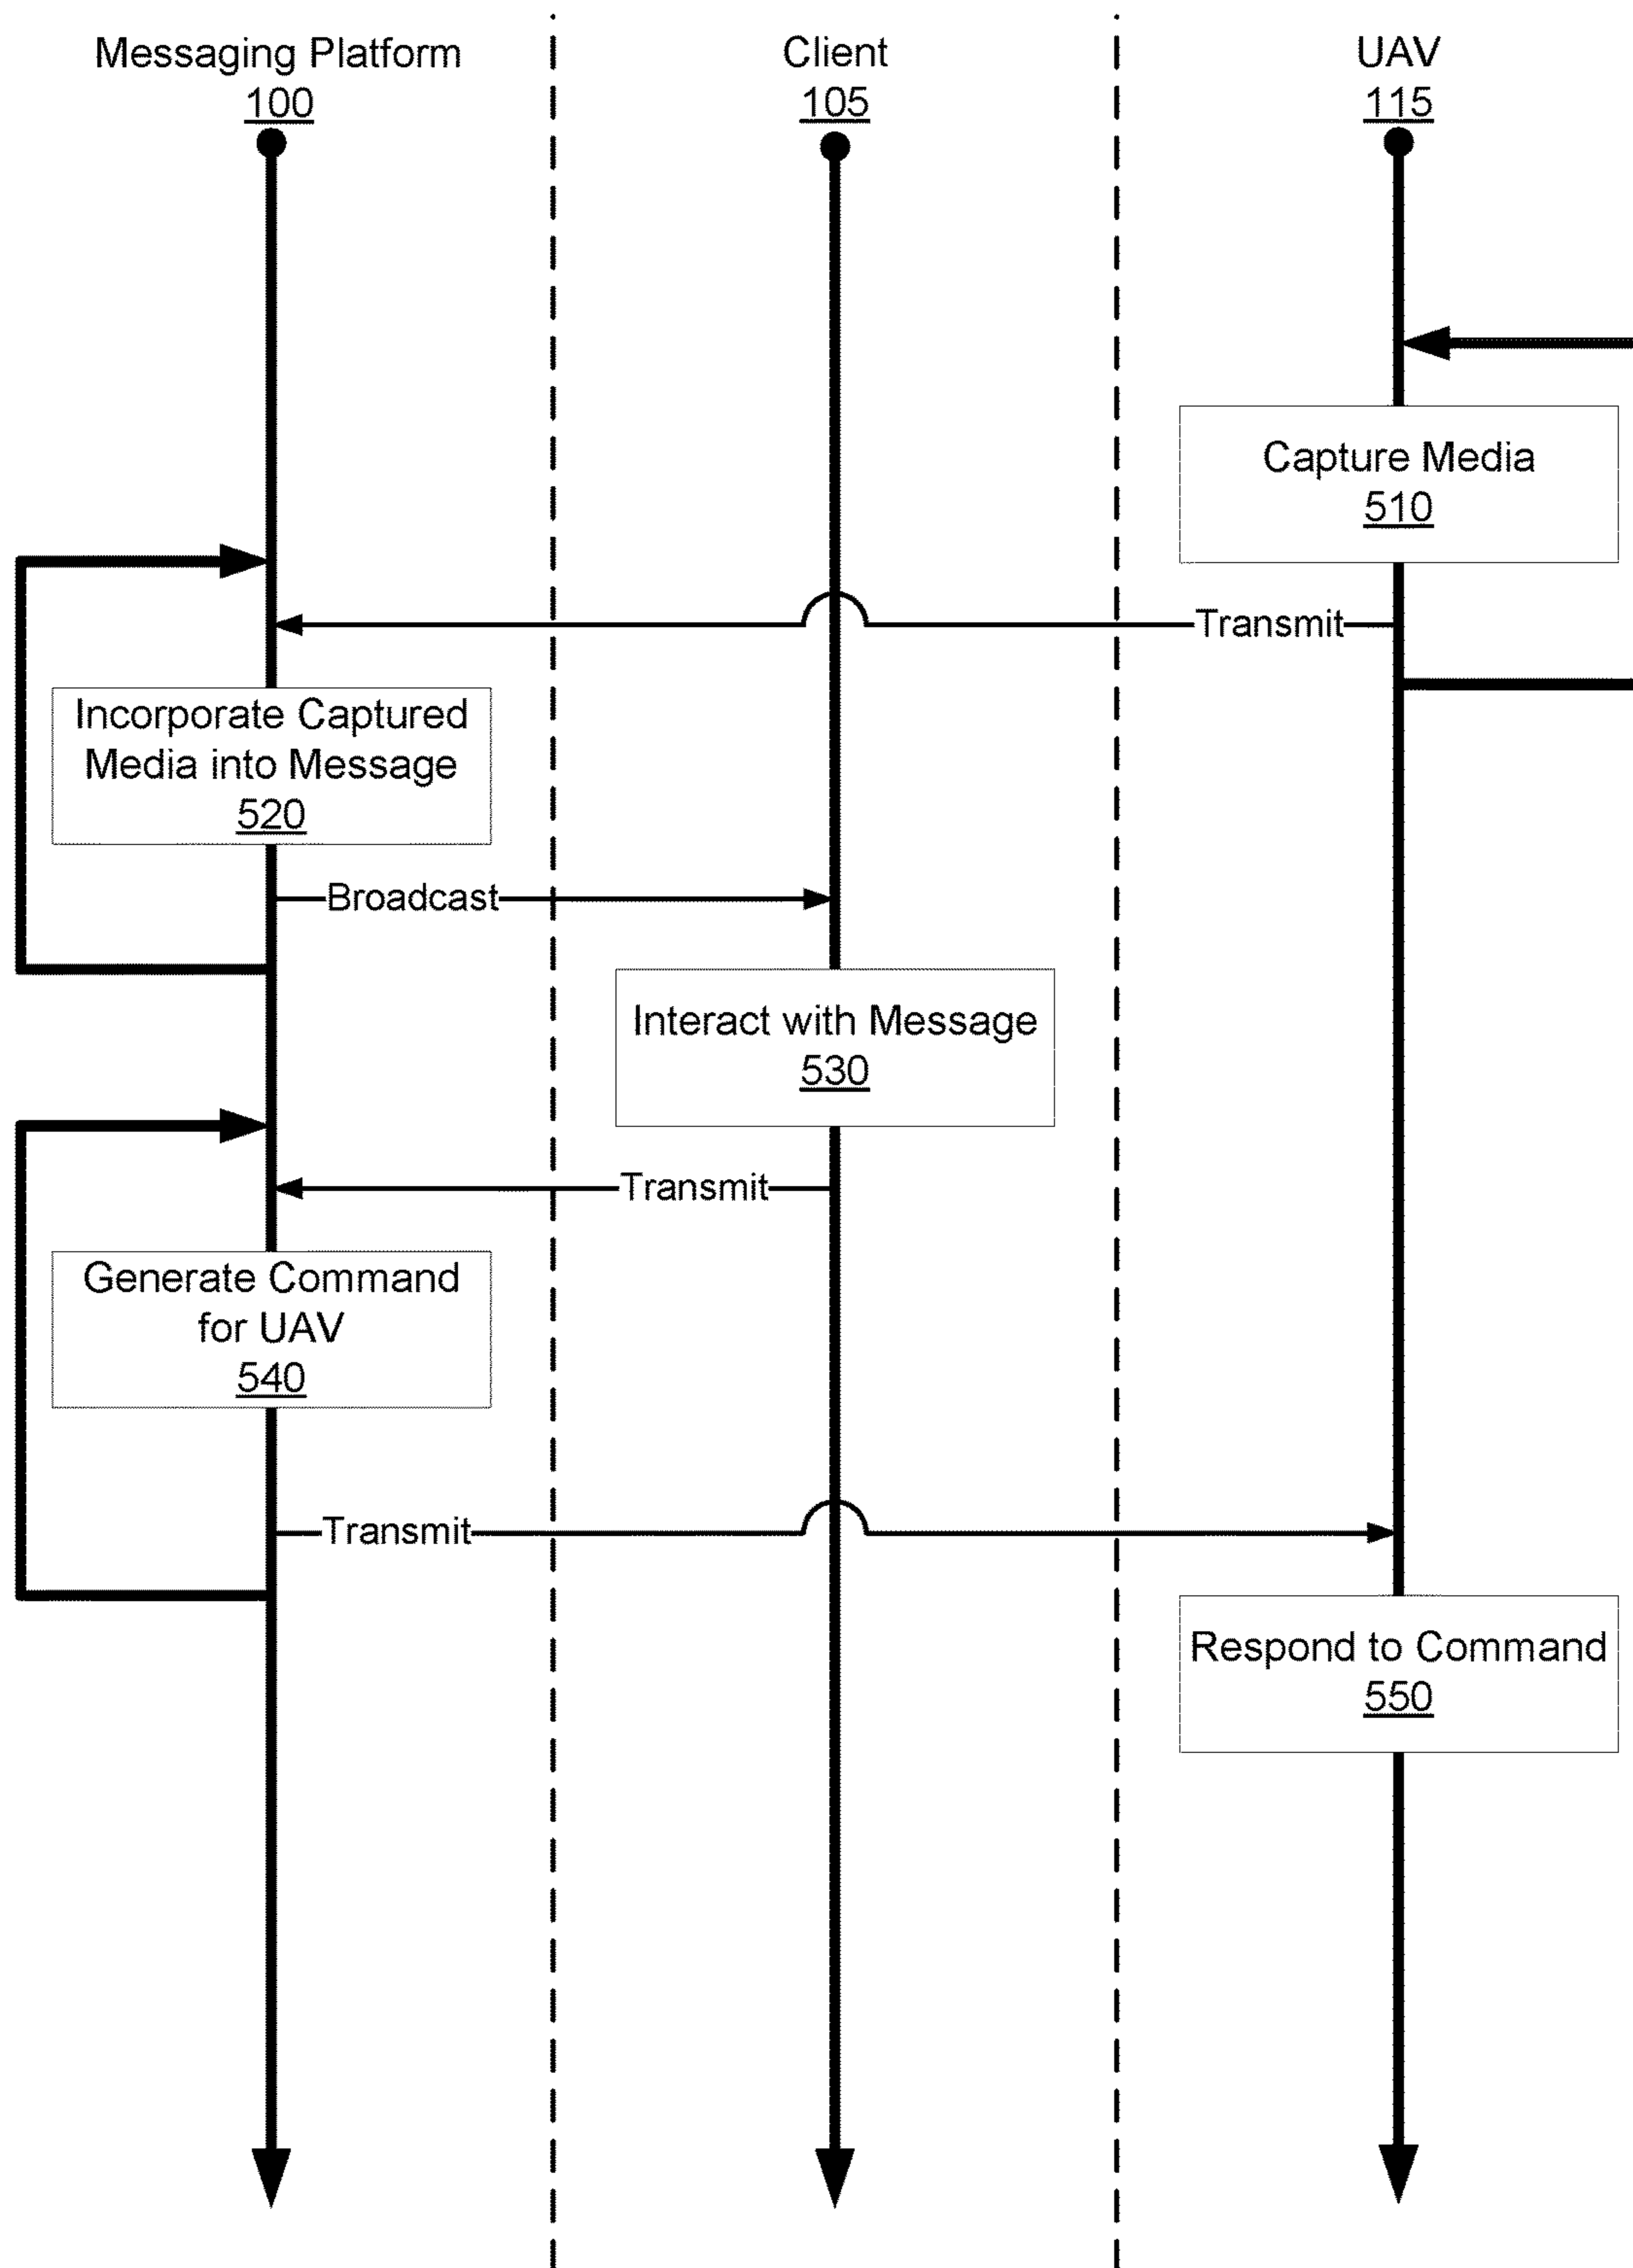 Messaging Platform
100
Client
105
UAV
115
Capture Media
510
Transmit
Incorporate Captured
Media into Message
520
Broadcast
Interact with Message
530
Transmit
Generate Command
for UAV
540
Transmit
Respond to Command
550